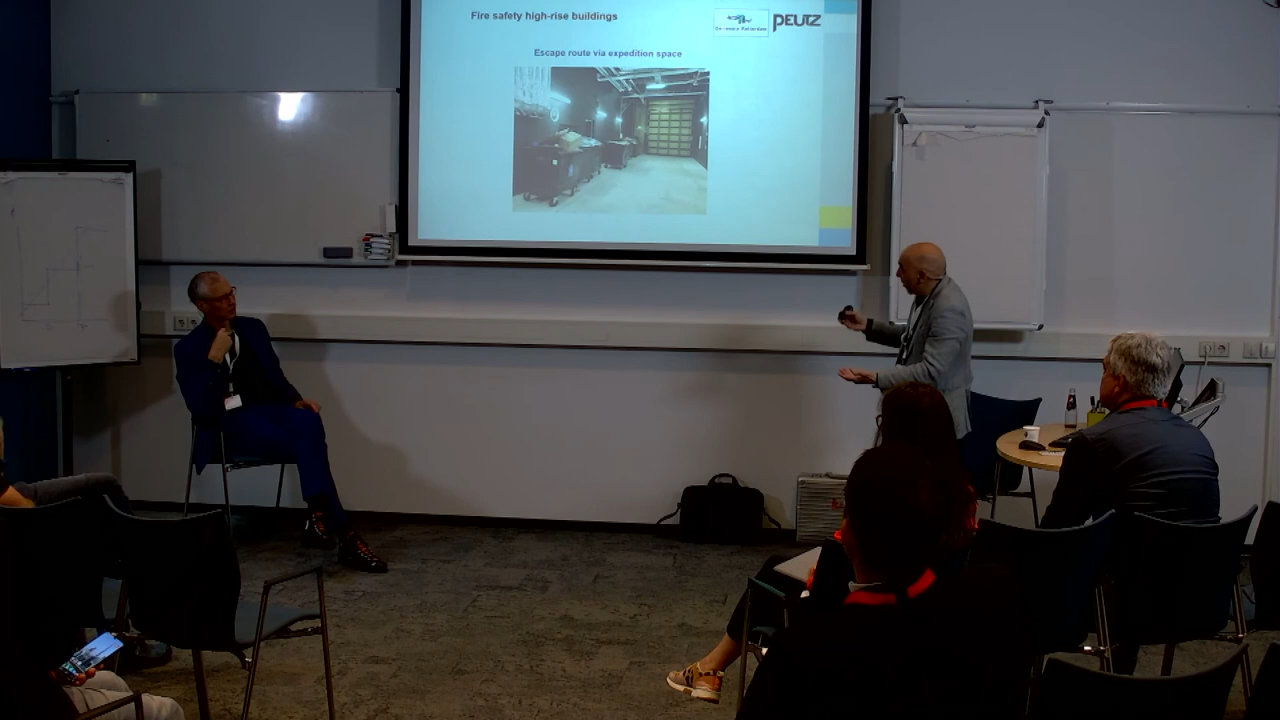 Fire safety high-rise buildings
PEUTZ
Escape route via expedition space